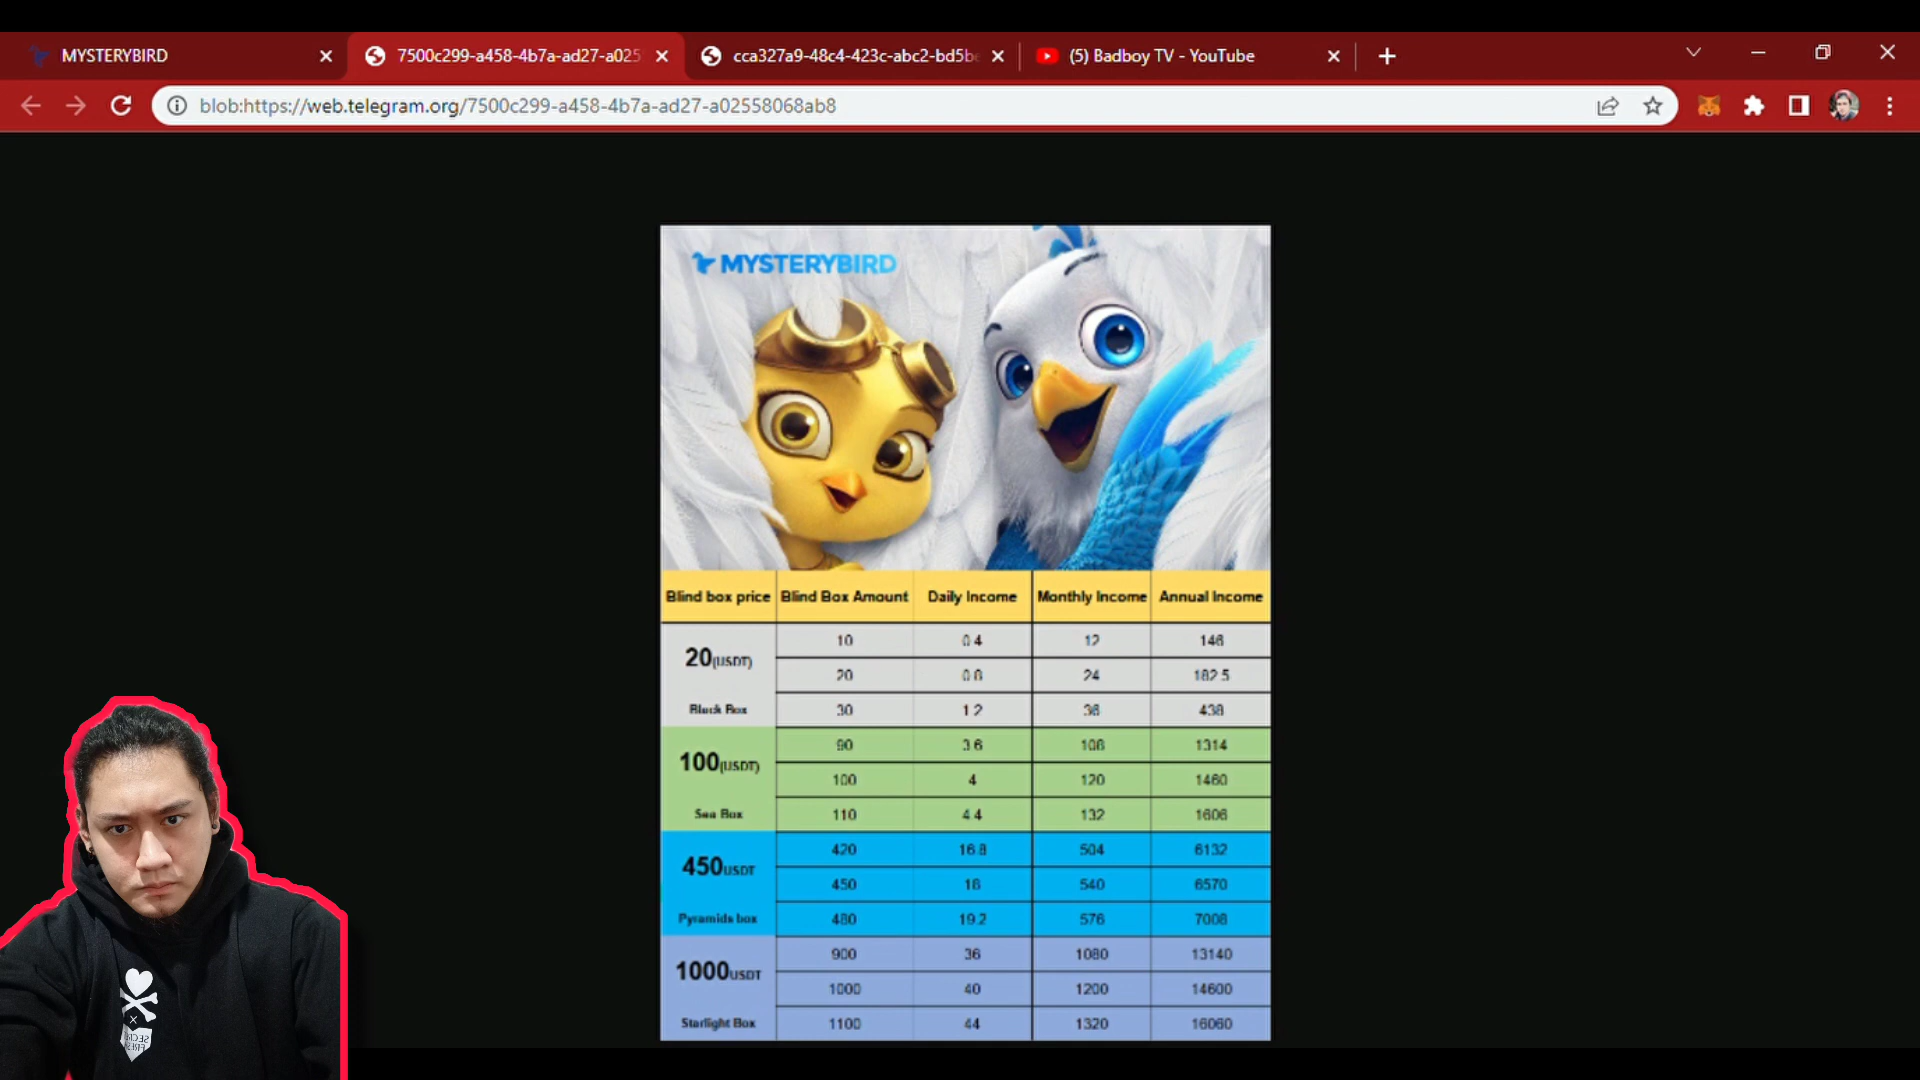 MYSTERYBIRD
7500c299-a458-4b7a-ad27-a025
cca327a9-48c4-423c-abc2-bd5b
(5) Badboy TV - YouTube
blob:https://web.telegram.org/7500c299-a458-4b7a-ad27-a02558068ab8
MYSTERYBIRD
Blind box price Blind Box Amount Daily Income Monthly Income Annual Income
20(USDT)
Black Box
10 0.4 12 146
20 0.8 24 182.5
30 1.2 36 438
100(USDT)
Sea Box
90 3.6 108 1314
100 4 120 1460
110 4.4 132 1606
450USDT
Pyramids box
420 16.8 504 6132
450 18 540 6570
480 19.2 576 7008
1000USDT
Starlight Box
900 36 1080 13140
1000 40 1200 14600
1100 44 1320 16060